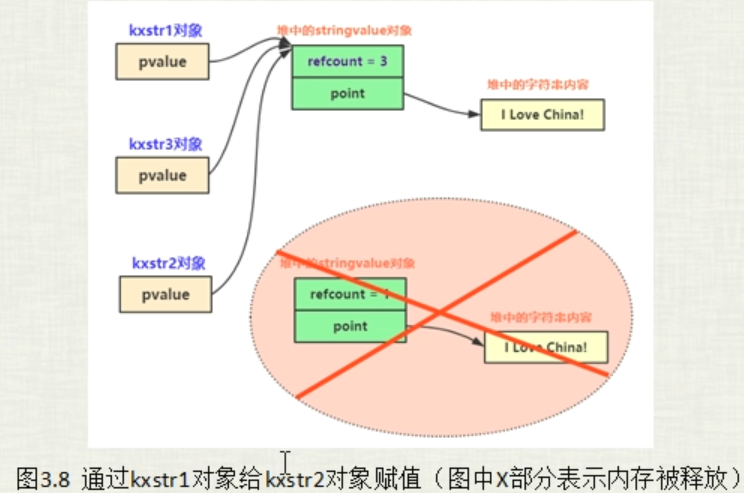 kxstr1对象
堆中的stringvalue对象
pvalue
refcount = 3
point
堆中的字符串内容
I Love China!
kxstr3对象
pvalue
kxstr2对象
pvalue
堆中的stringvalue对象
refcount = 1
point
堆中的字符串内容
I Love China!
图3.8 通过kxstr1对象给kxstr2对象赋值（图中X部分表示内存被释放）